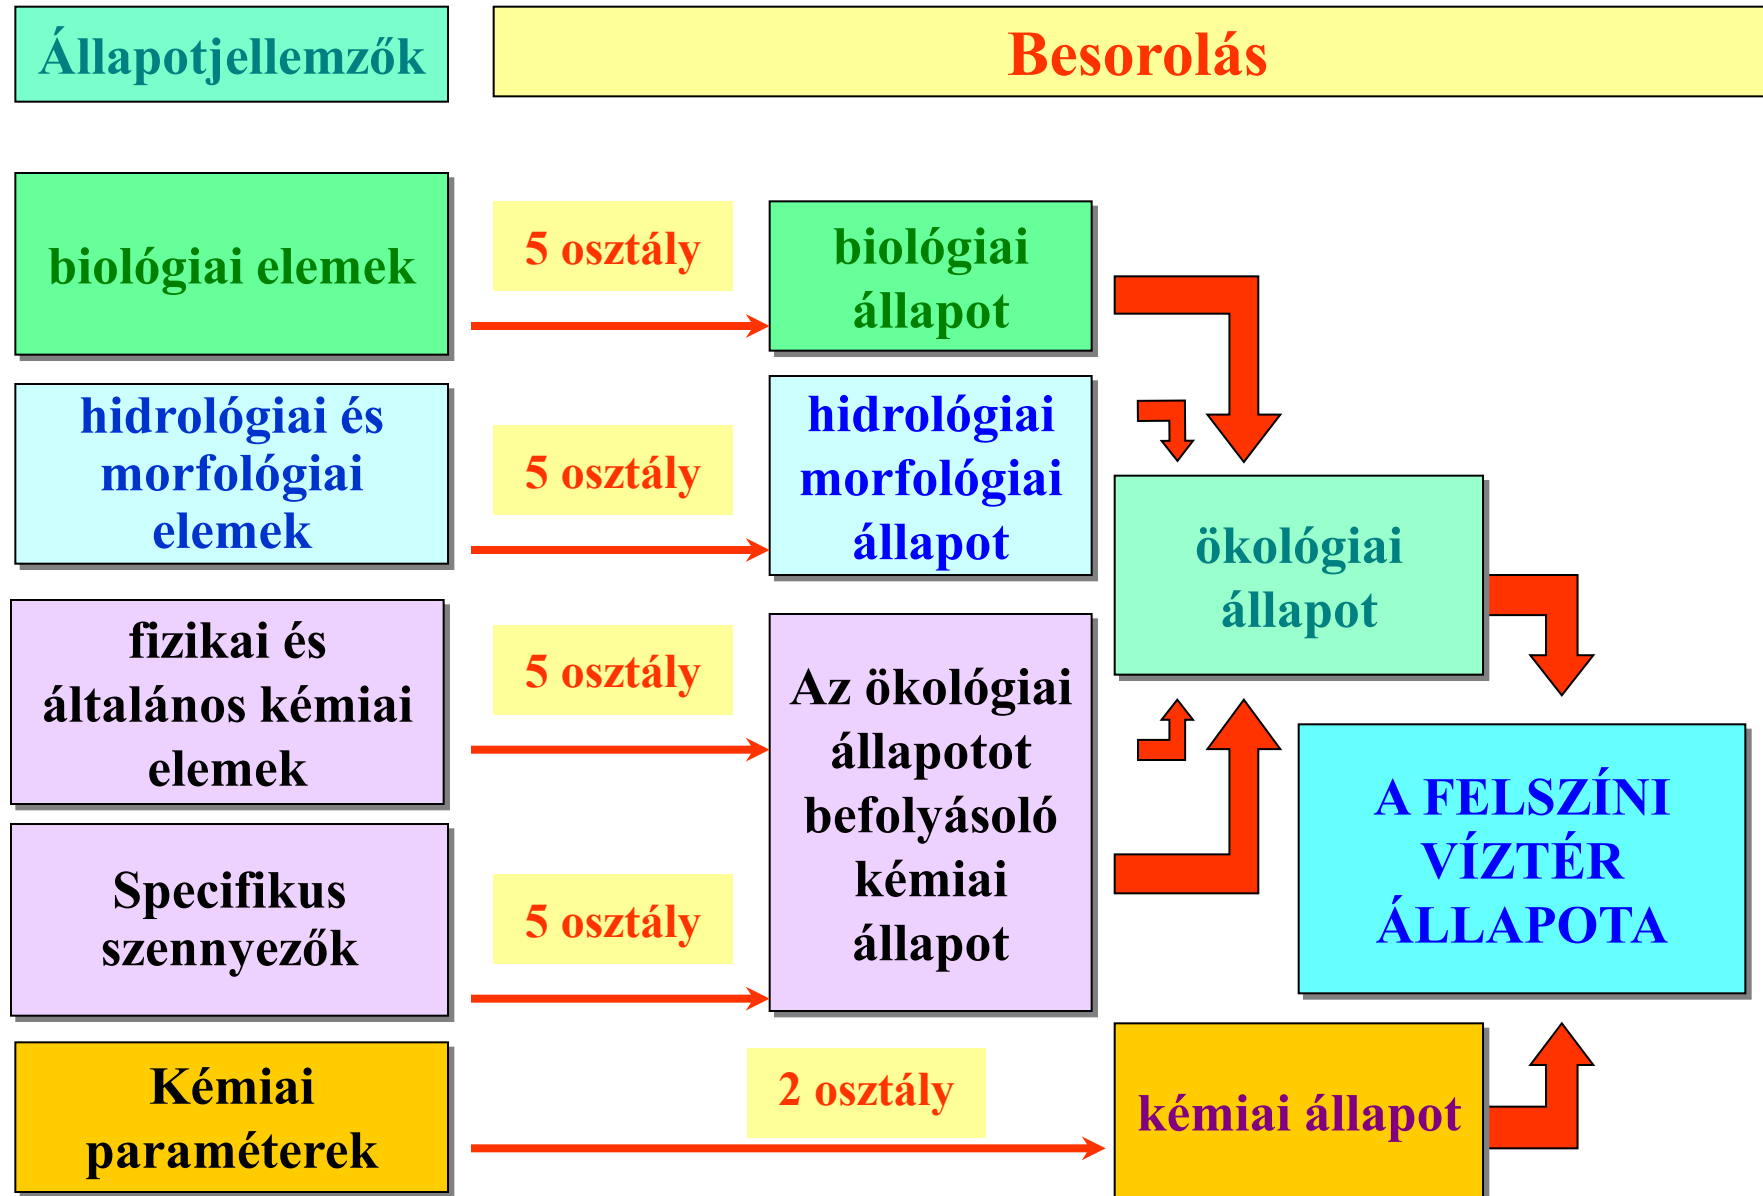 Állapotjellemzők
Besorolás
biológiai elemek
5 osztály
biológiai
állapot
hidrológiai és
morfológiai
elemek
5 osztály
hidrológiai
morfológiai
állapot
ökológiai
állapot
fizikai és
általános kémiai
elemek
5 osztály
Az ökológiai
állapotot
befolyásoló
kémiai
állapot
A FELSZÍNI
VÍZTÉR
ÁLLAPOTA
Specifikus
szennyezők
5 osztály
Kémiai
paraméterek
2 osztály
kémiai állapot